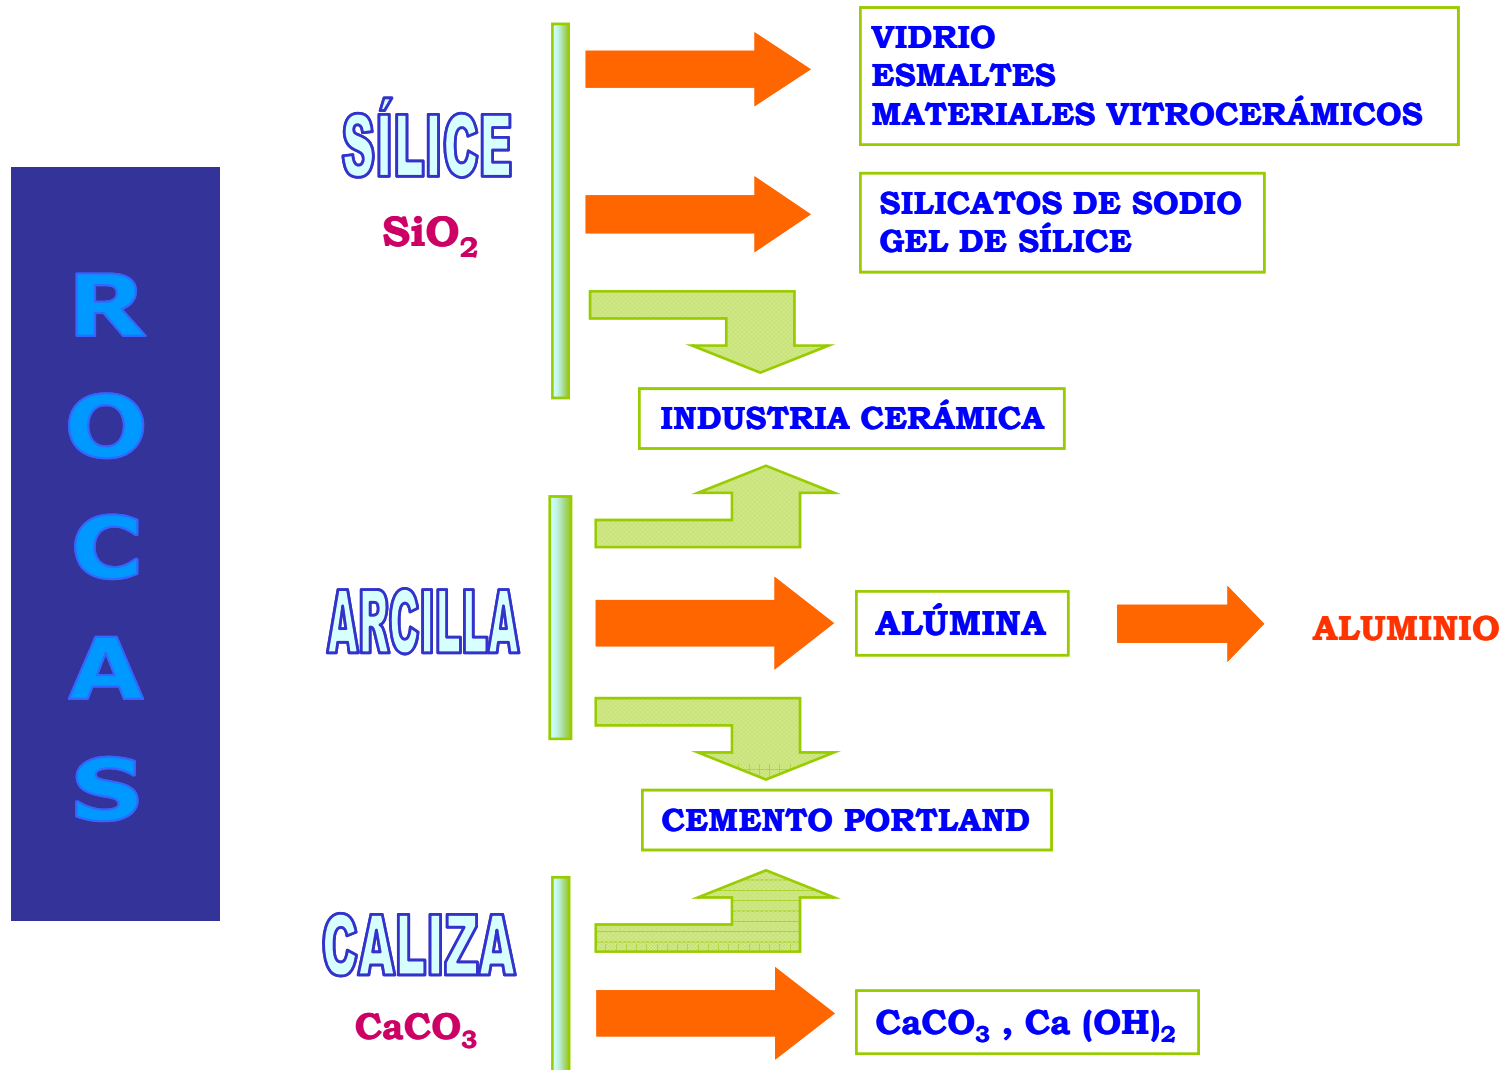 ROCAS
SÍLICE
SiO₂
VIDRIO
ESMALTES
MATERIALES VITROCERÁMICOS
SILICATOS DE SODIO
GEL DE SÍLICE
INDUSTRIA CERÁMICA
ARCILLA
ALÚMINA
ALUMINIO
CEMENTO PORTLAND
CALIZA
CaCO₃
CaCO₃ , Ca (OH)₂